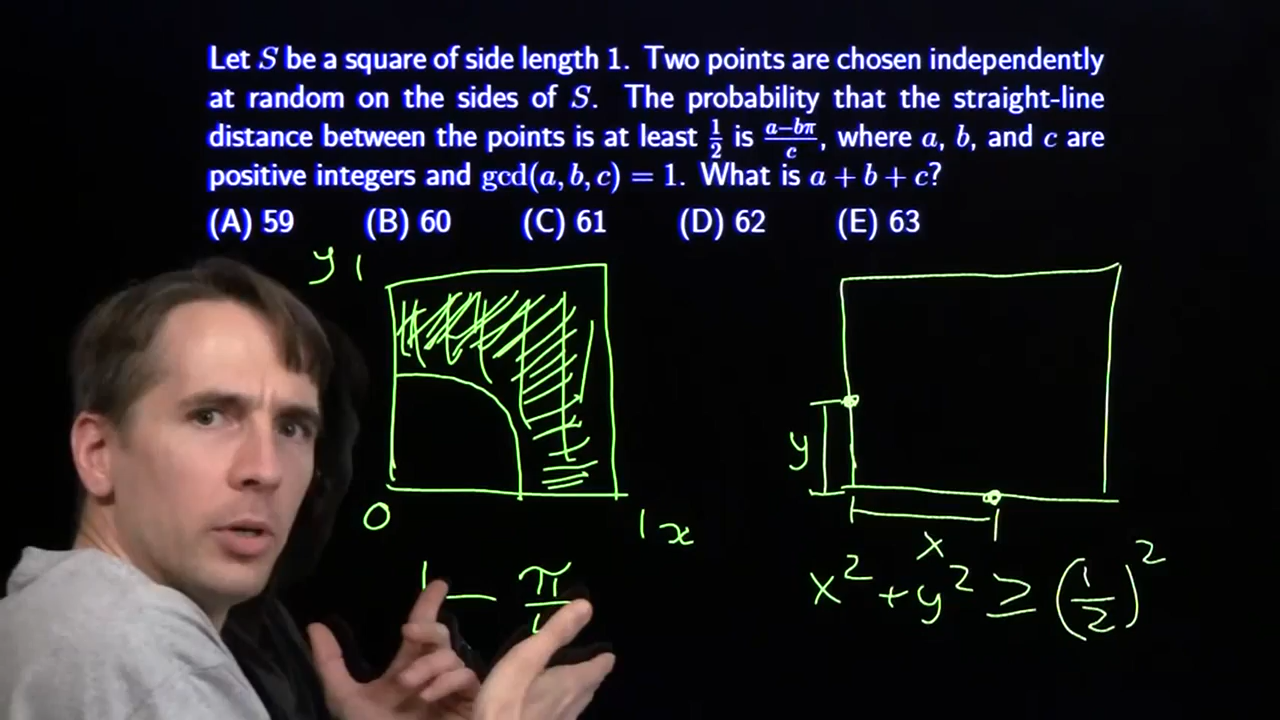 Let S be a square of side length 1. Two points are chosen independently
at random on the sides of S. The probability that the straight-line
distance between the points is at least 1/2 is (a−bπ)/c, where a, b, and c are
positive integers and gcd(a, b, c) = 1. What is a + b + c?
(A) 59 (B) 60 (C) 61 (D) 62 (E) 63
y 1
0
1 x
1 − π
y
x
x² + y² ≥ (1/2)²